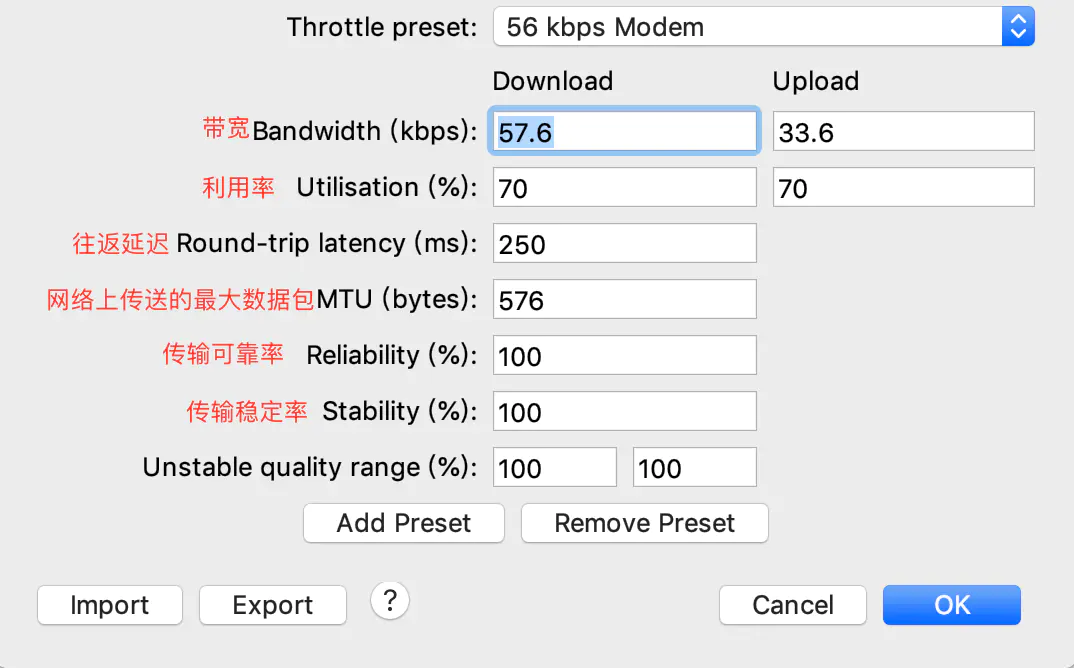 Throttle preset: 56 kbps Modem
Download Upload
带宽Bandwidth (kbps): 57.6 33.6
利用率 Utilisation (%): 70 70
往返延迟 Round-trip latency (ms): 250
网络上传送的最大数据包MTU (bytes): 576
传输可靠率 Reliability (%): 100
传输稳定率 Stability (%): 100
Unstable quality range (%): 100 100
Add Preset Remove Preset
Import Export ? Cancel OK